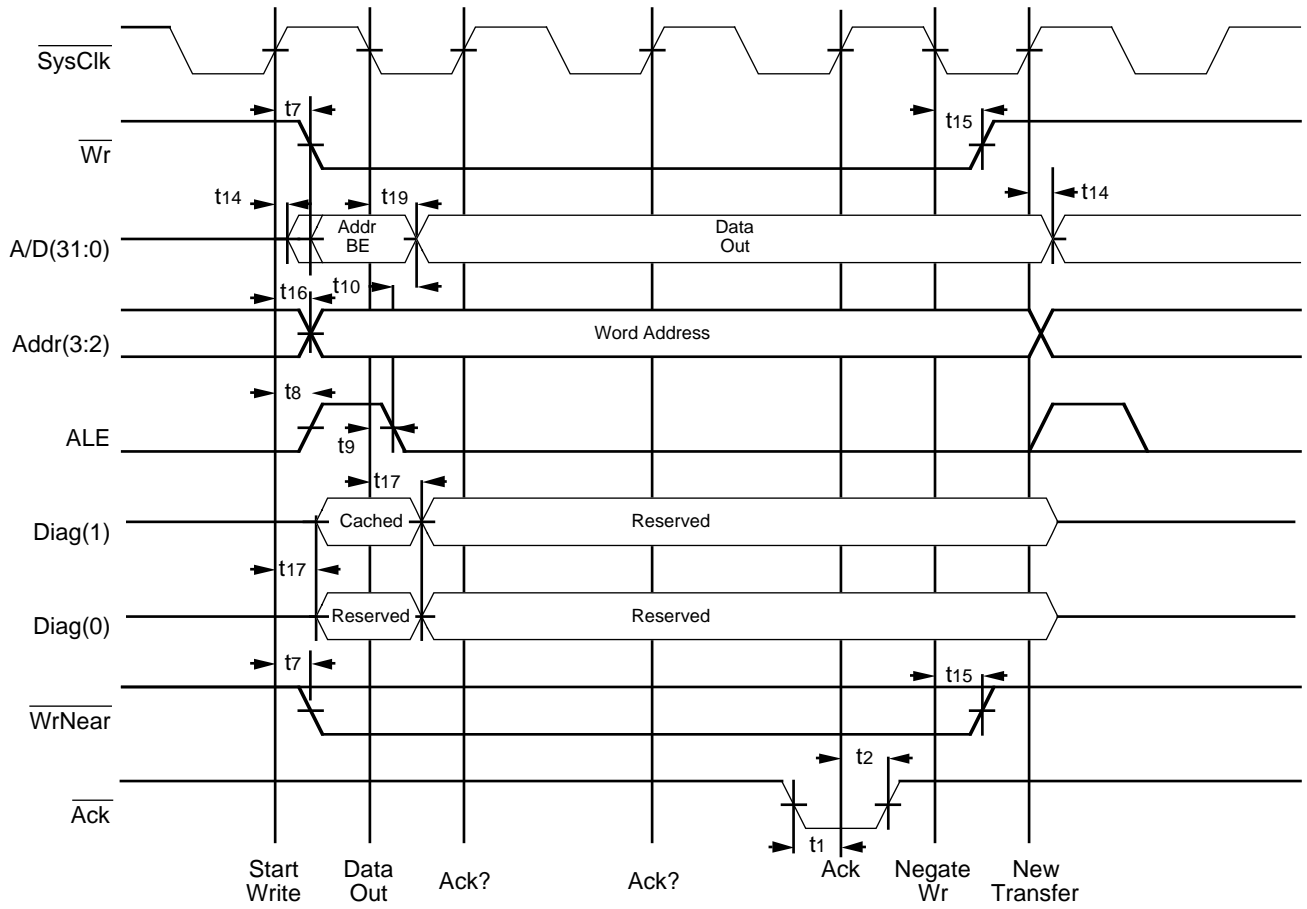 SysClk
t7
t15
Wr
t14
t19
t14
Addr
BE
Data
Out
A/D(31:0)
t16
t10
Word Address
Addr(3:2)
t8
ALE
t9
t17
Cached
Reserved
Diag(1)
t17
Reserved
Reserved
Diag(0)
t7
t15
WrNear
t2
Ack
t1
Start
Write
Data
Out
Ack?
Ack?
Ack
Negate
Wr
New
Transfer